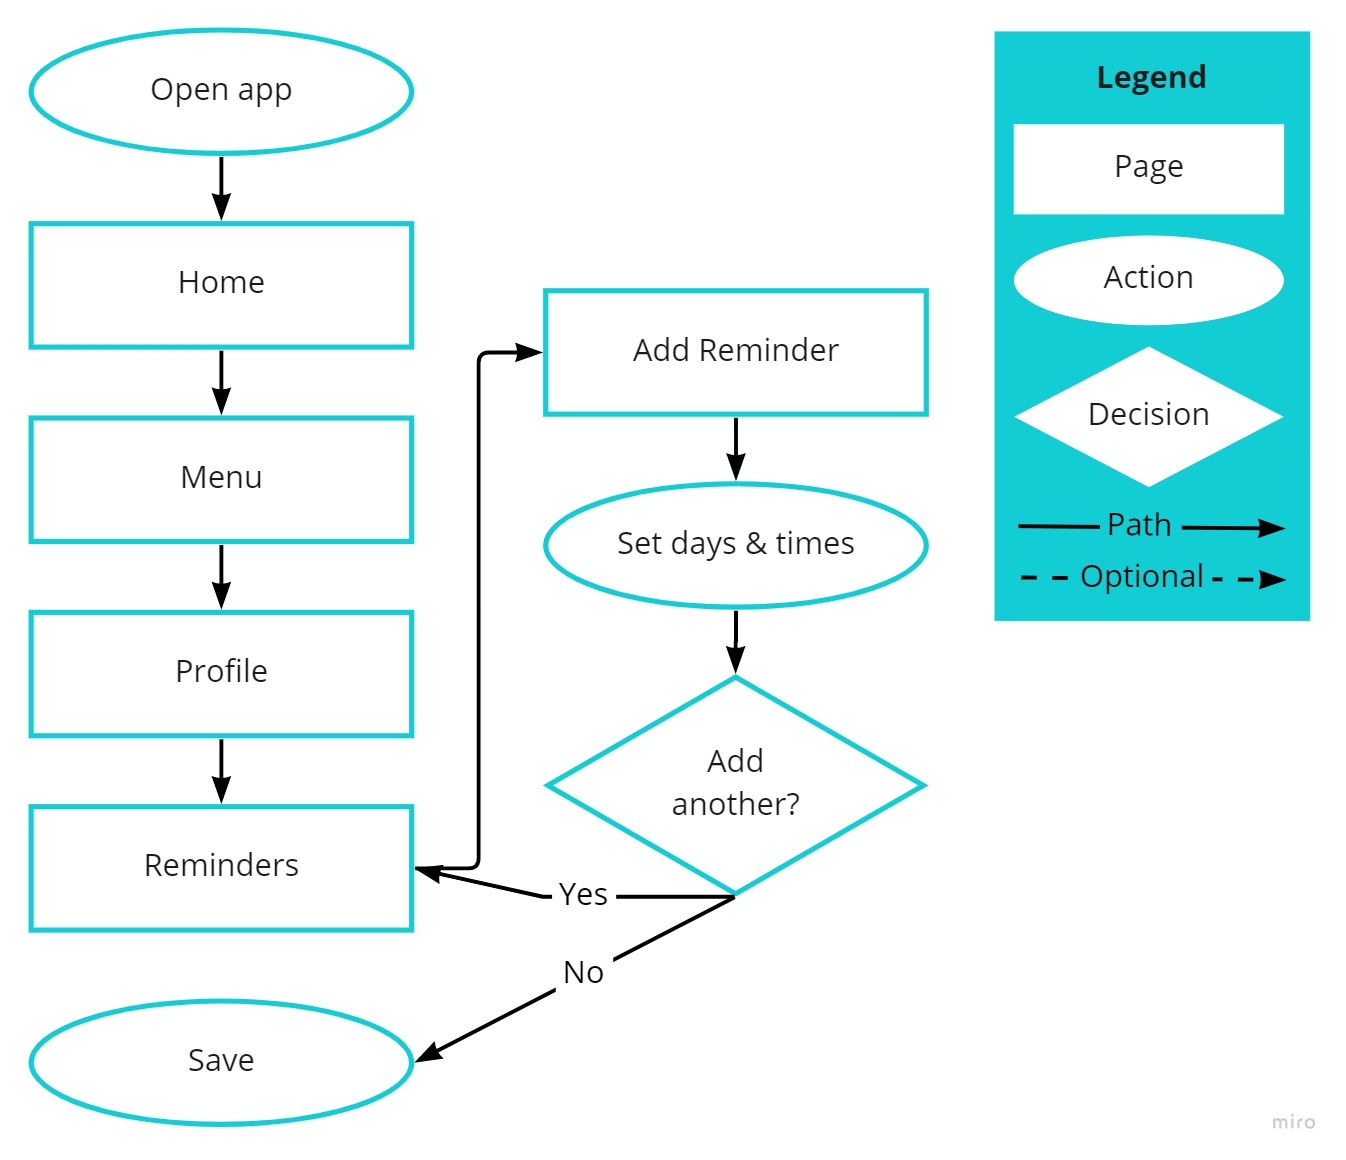 Open app
Home
Menu
Profile
Reminders
Save
Add Reminder
Set days & times
Add
another?
Yes
No
Legend
Page
Action
Decision
Path
Optional
miro